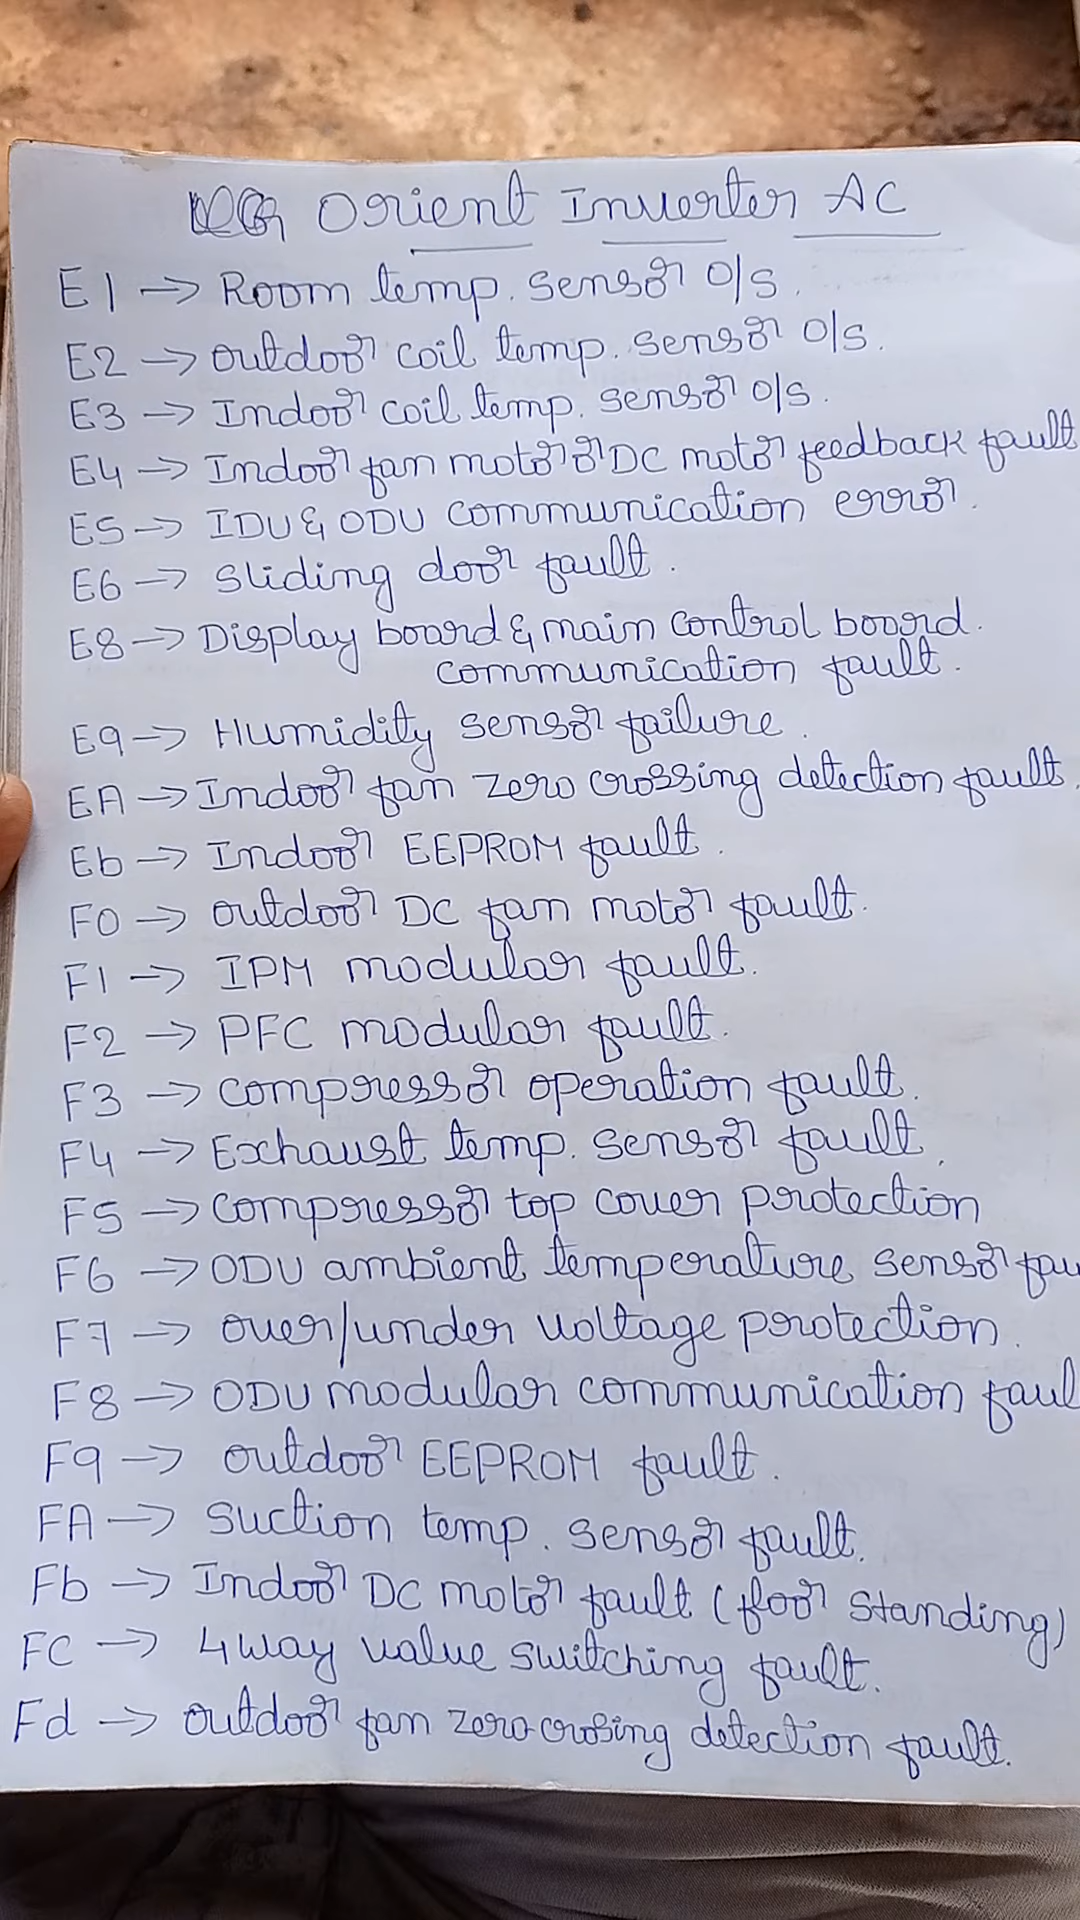 Orient Inverter AC
E1 → Room temp. sensor o/s.
E2 → outdoor coil temp. sensor o/s.
E3 → Indoor coil temp. sensor o/s.
E4 → Indoor fan motor or DC motor feedback fault
E5 → IDU & ODU communication error.
E6 → Sliding door fault.
E8 → Display board & main control board.
communication fault.
E9 → Humidity sensor failure.
EA → Indoor fan zero crossing detection fault.
Eb → Indoor EEPROM fault.
F0 → outdoor DC fan motor fault.
F1 → IPM modular fault.
F2 → PFC modular fault.
F3 → compressor operation fault.
F4 → Exhaust temp. sensor fault.
F5 → compressor top cover protection
F6 → ODU ambient temperature sensor fau
F7 → over/under voltage protection.
F8 → ODU modular communication faul
F9 → outdoor EEPROM fault.
FA → Suction temp. sensor fault.
Fb → Indoor DC motor fault (floor standing)
FC → 4 way value switching fault.
Fd → outdoor fan zero crosing detection fault.